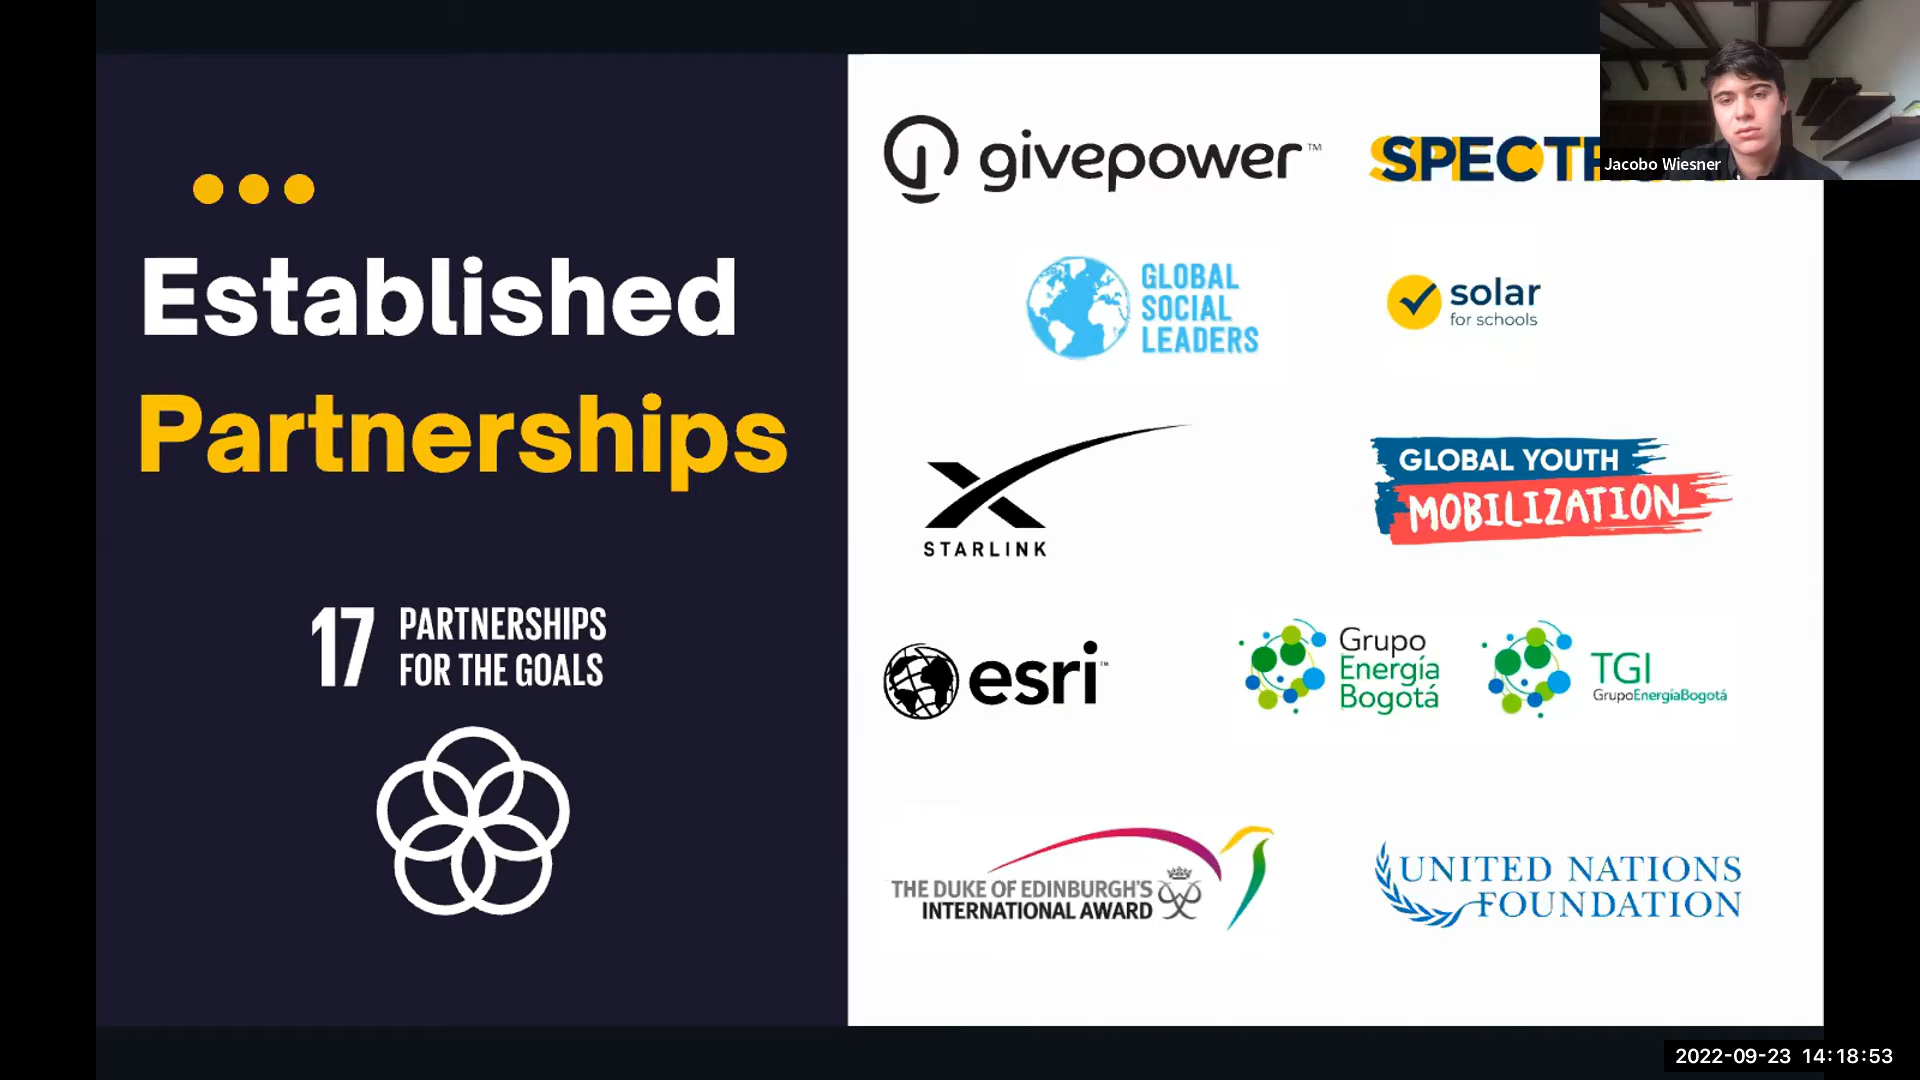 Established
Partnerships
17 PARTNERSHIPS
FOR THE GOALS
givepower™
Jacobo Wiesner
GLOBAL
SOCIAL
LEADERS
solar
for schools
STARLINK
GLOBAL YOUTH
MOBILIZATION
esri™
Grupo
Energía
Bogotá
TGI
GrupoEnergíaBogotá
THE DUKE OF EDINBURGH'S
INTERNATIONAL AWARD
UNITED NATIONS
FOUNDATION
2022-09-23 14:18:53